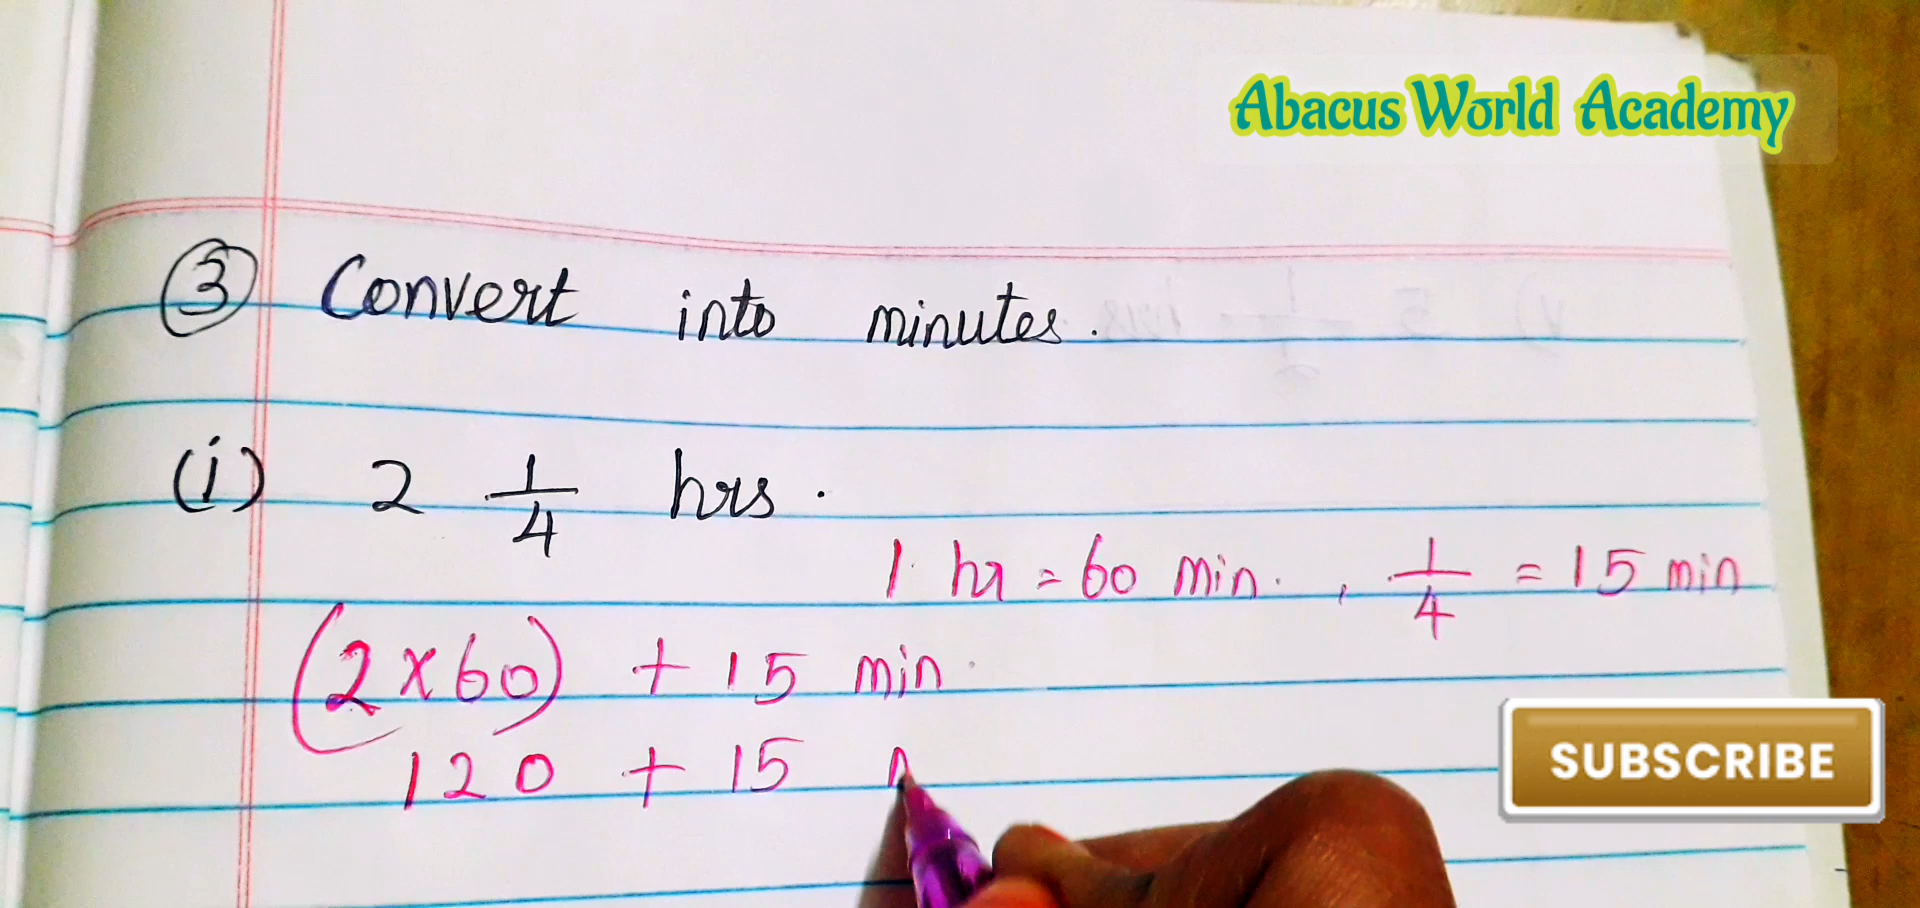 Abacus World Academy
③ Convert into minutes.
(i) 2 1/4 hrs.
1 hr = 60 min. , 1/4 = 15 min
(2 × 60) + 15 min.
SUBSCRIBE
120 + 15